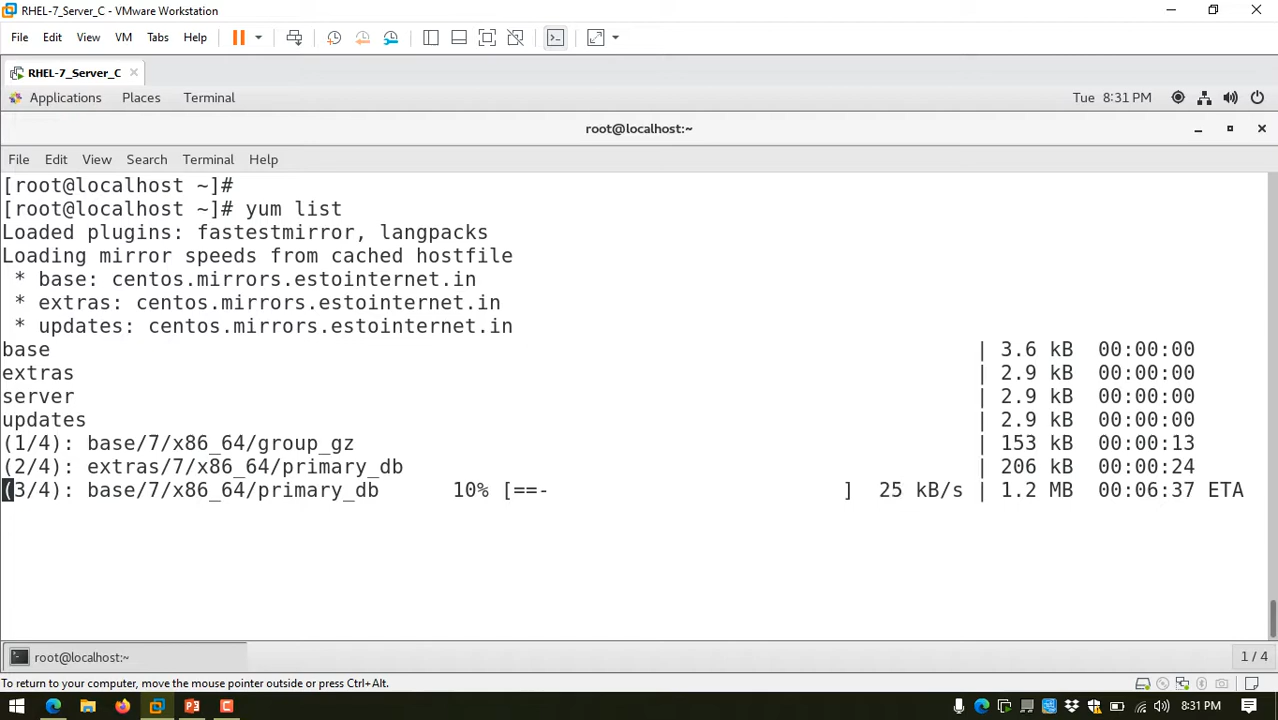 RHEL-7_Server_C - VMware Workstation
File Edit View VM Tabs Help
RHEL-7_Server_C
Applications Places Terminal Tue 8:31 PM
root@localhost:~
File Edit View Search Terminal Help
[root@localhost ~]#
[root@localhost ~]# yum list
Loaded plugins: fastestmirror, langpacks
Loading mirror speeds from cached hostfile
 * base: centos.mirrors.estointernet.in
 * extras: centos.mirrors.estointernet.in
 * updates: centos.mirrors.estointernet.in
base | 3.6 kB 00:00:00
extras | 2.9 kB 00:00:00
server | 2.9 kB 00:00:00
updates | 2.9 kB 00:00:00
(1/4): base/7/x86_64/group_gz | 153 kB 00:00:13
(2/4): extras/7/x86_64/primary_db | 206 kB 00:00:24
(3/4): base/7/x86_64/primary_db 10% [==- ] 25 kB/s | 1.2 MB 00:06:37 ETA
root@localhost:~ 1 / 4
To return to your computer, move the mouse pointer outside or press Ctrl+Alt.
8:31 PM